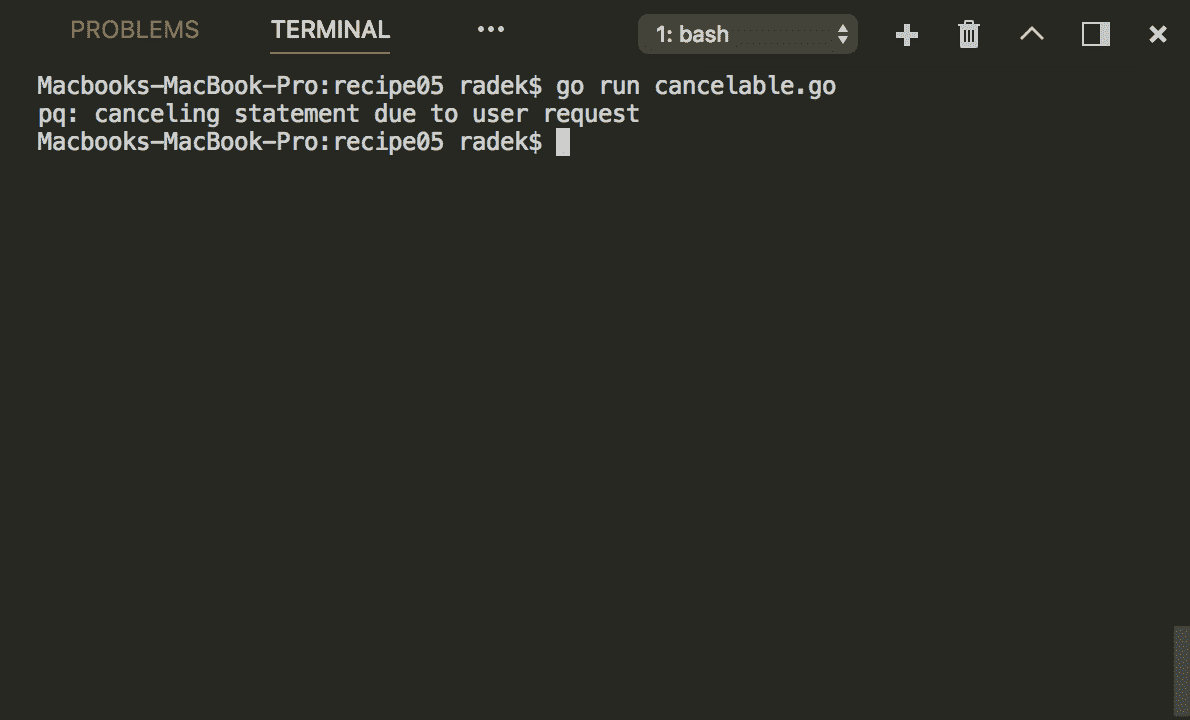 PROBLEMS TERMINAL ••• 1: bash
Macbooks-MacBook-Pro:recipe05 radek$ go run cancelable.go
pq: canceling statement due to user request
Macbooks-MacBook-Pro:recipe05 radek$